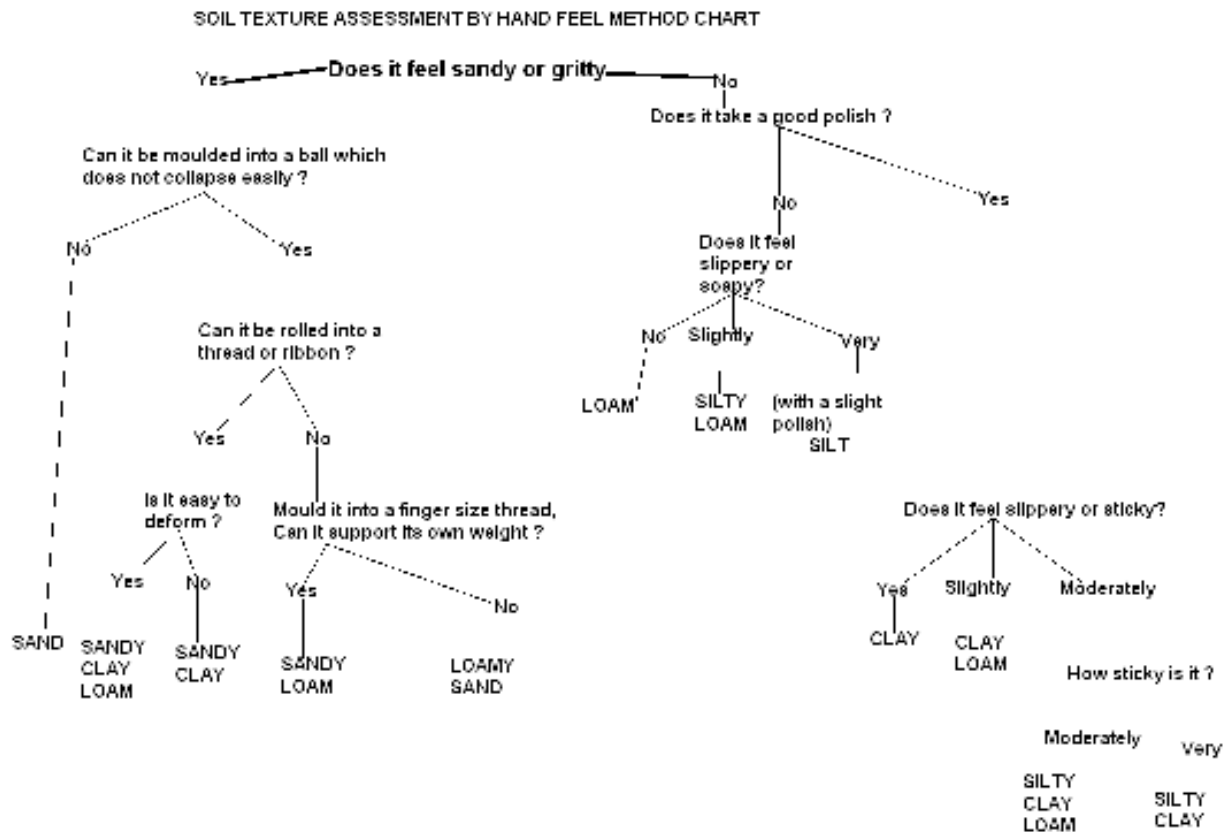 SOIL TEXTURE ASSESSMENT BY HAND FEEL METHOD CHART
Yes
Does it feel sandy or gritty
No
Does it take a good polish ?
Can it be moulded into a ball which
does not collapse easily ?
No
Yes
No
Yes
Does it feel
slippery or
soapy?
Can it be rolled into a
thread or ribbon ?
No
Slightly
Very
LOAM
SILTY
LOAM
(with a slight
polish)
SILT
Yes
No
Is it easy to
deform ?
Mould it into a finger size thread,
Can it support its own weight ?
Does it feel slippery or sticky?
Yes
No
Yes
No
Yes
Slightly
Moderately
SAND
SANDY
CLAY
LOAM
SANDY
CLAY
SANDY
LOAM
LOAMY
SAND
CLAY
CLAY
LOAM
How sticky is it ?
Moderately
Very
SILTY
CLAY
LOAM
SILTY
CLAY